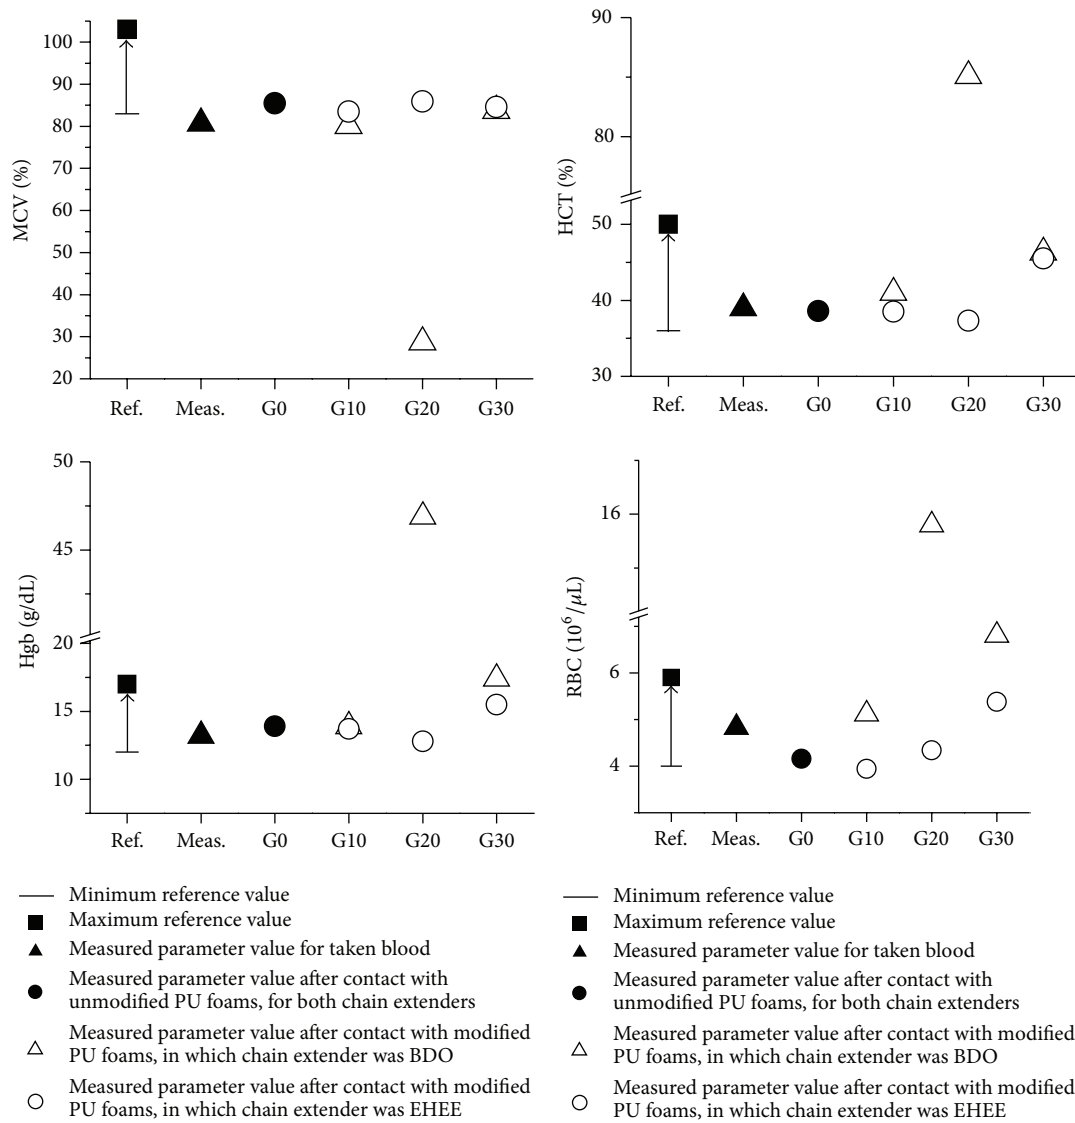 MCV (%)
100
90
80
70
60
50
40
30
20
Ref. Meas. G0 G10 G20 G30
HCT (%)
90
80
50
40
30
Ref. Meas. G0 G10 G20 G30
Hgb (g/dL)
50
45
20
15
10
Ref. Meas. G0 G10 G20 G30
RBC (10⁶/μL)
16
6
4
Ref. Meas. G0 G10 G20 G30
Minimum reference value
Maximum reference value
Measured parameter value for taken blood
Measured parameter value after contact with
unmodified PU foams, for both chain extenders
Measured parameter value after contact with modified
PU foams, in which chain extender was BDO
Measured parameter value after contact with modified
PU foams, in which chain extender was EHEE
Minimum reference value
Maximum reference value
Measured parameter value for taken blood
Measured parameter value after contact with
unmodified PU foams, for both chain extenders
Measured parameter value after contact with modified
PU foams, in which chain extender was BDO
Measured parameter value after contact with modified
PU foams, in which chain extender was EHEE